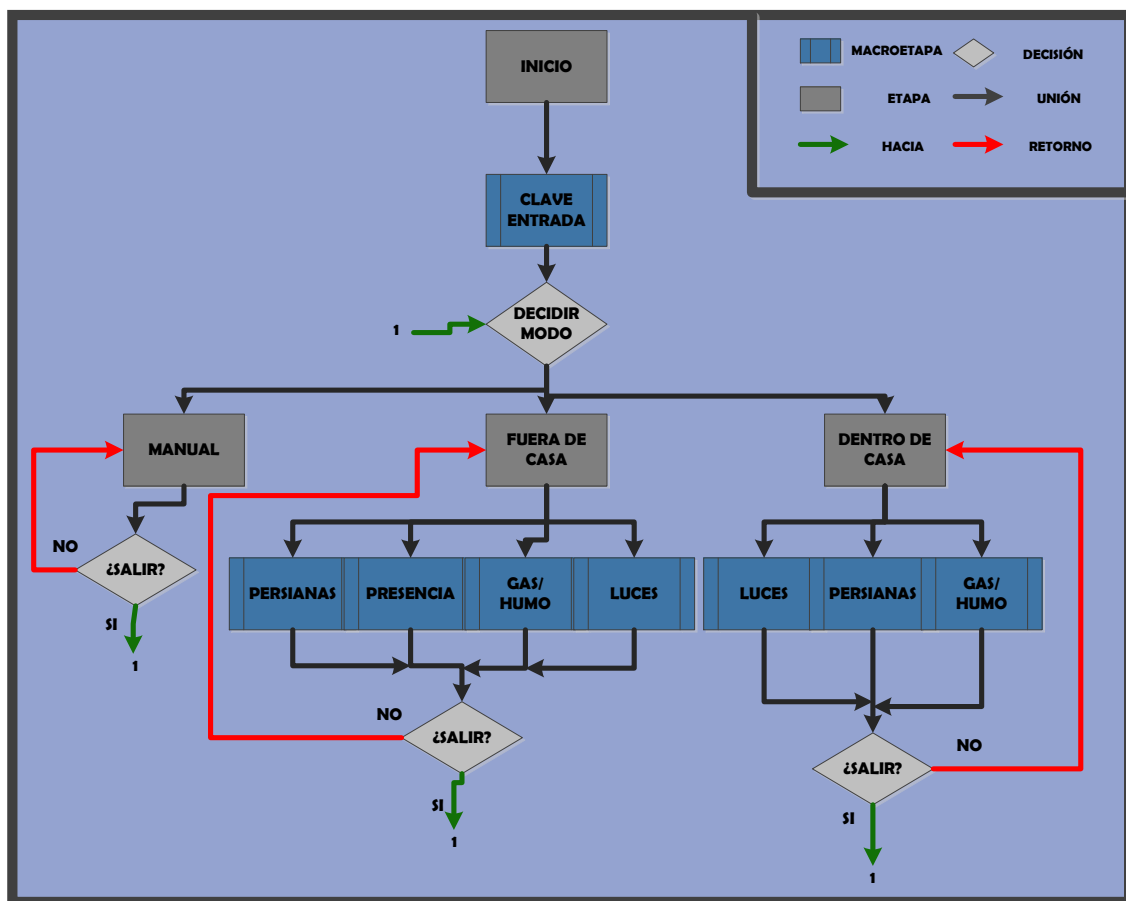 INICIO
MACROETAPA
DECISIÓN
ETAPA
UNIÓN
HACIA
RETORNO
CLAVE
ENTRADA
DECIDIR
MODO
1
MANUAL
FUERA DE
CASA
DENTRO DE
CASA
NO
¿SALIR?
SI
1
PERSIANAS
PRESENCIA
GAS/
HUMO
LUCES
LUCES
PERSIANAS
GAS/
HUMO
NO
¿SALIR?
SI
1
NO
¿SALIR?
SI
1